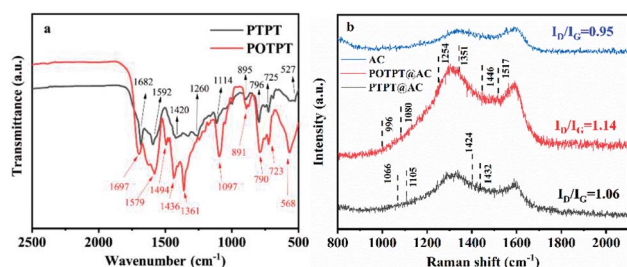 a
PTPT
POTPT
1682
1592
1420
1260
1114
895
796
725
527
1697
1579
1494
1436
1361
1097
891
790
723
568
Transmittance (a.u.)
2500 2000 1500 1000 500
Wavenumber (cm-1)
b
AC
POTPT@AC
PTPT@AC
ID/IG=0.95
1254
1351
1446
1517
996
1080
ID/IG=1.14
1424
1066
1105
1432
ID/IG=1.06
Intensity (a.u.)
800 1000 1200 1400 1600 1800 2000
Raman shift (cm-1)